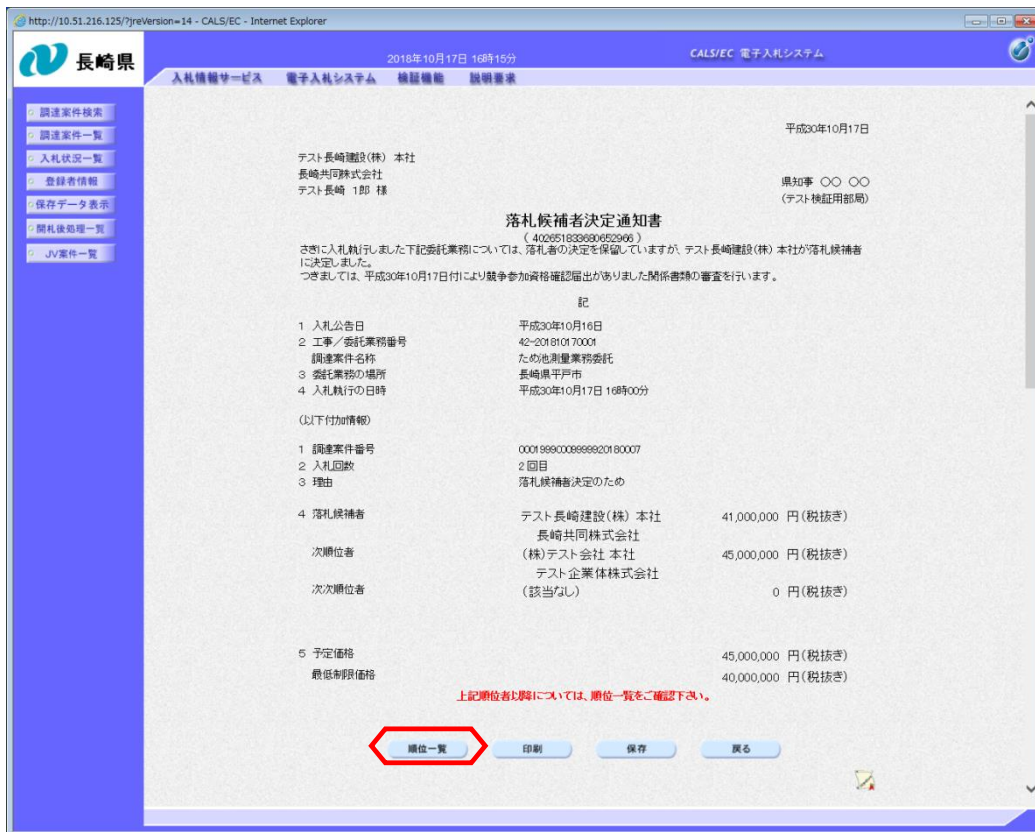 http://10.51.216.125/?jreVersion=14 - CALS/EC - Internet Explorer
長崎県
2018年10月17日 16時15分
CALS/EC 電子入札システム
入札情報サービス 電子入札システム 検証機能 説明要求
調達案件検索
調達案件一覧
入札状況一覧
登録者情報
保存データ表示
開札後処理一覧
JV案件一覧
平成30年10月17日
テスト長崎建設(株) 本社
長崎共同株式会社
テスト長崎 1郎 様
県知事 〇〇 〇〇
(テスト検証用部局)
落札候補者決定通知書
( 402651833680652966 )
さきに入札執行しました下記委託業務については、落札者の決定を保留していますが、テスト長崎建設(株) 本社が落札候補者
に決定しました。
つきましては、平成30年10月17日付により競争参加資格確認届出がありました関係書類の審査を行います。
記
1 入札公告日 平成30年10月16日
2 工事/委託業務番号 42-201810170001
調達案件名称 ため池測量業務委託
3 委託業務の場所 長崎県平戸市
4 入札執行の日時 平成30年10月17日 16時00分
(以下付加情報)
1 調達案件番号 0001999000999992018​0007
2 入札回数 2回目
3 理由 落札候補者決定のため
4 落札候補者 テスト長崎建設(株) 本社 41,000,000 円(税抜き)
長崎共同株式会社
次順位者 (株)テスト会社 本社 45,000,000 円(税抜き)
テスト企業体株式会社
次次順位者 (該当なし) 0 円(税抜き)
5 予定価格 45,000,000 円(税抜き)
最低制限価格 40,000,000 円(税抜き)
上記順位者以降については、順位一覧をご確認下さい。
順位一覧 印刷 保存 戻る